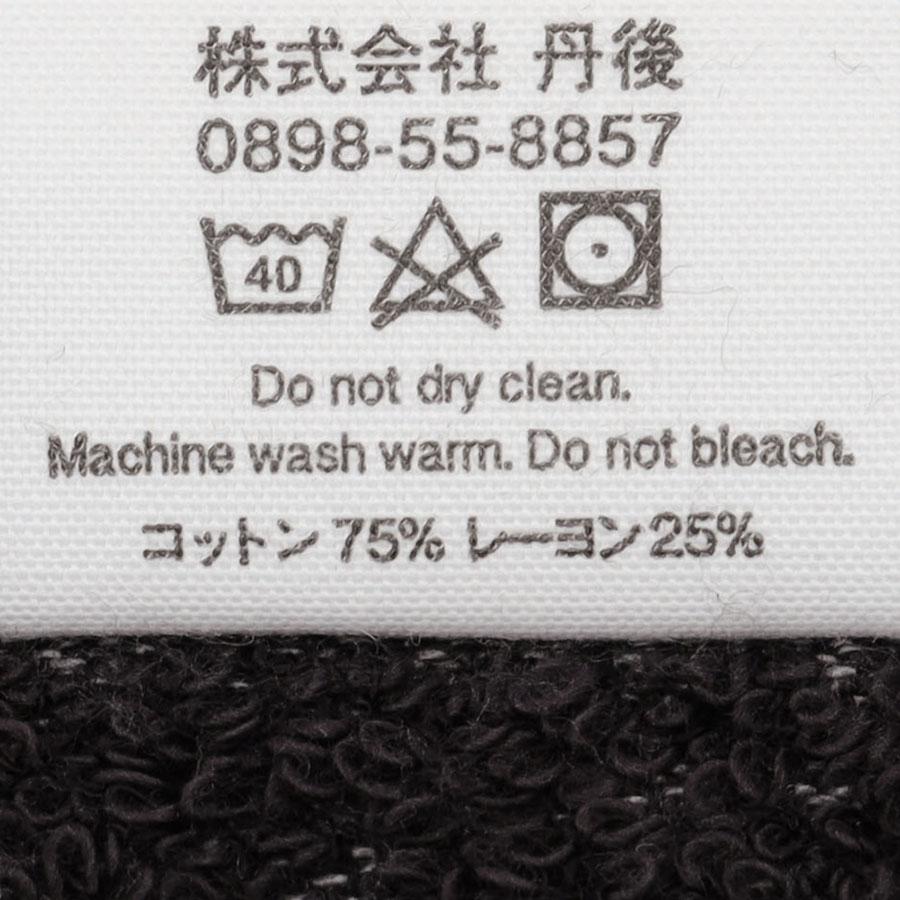 株式会社 丹後
0898-55-8857
40
Do not dry clean.
Machine wash warm. Do not bleach.
コットン75% レーヨン25%